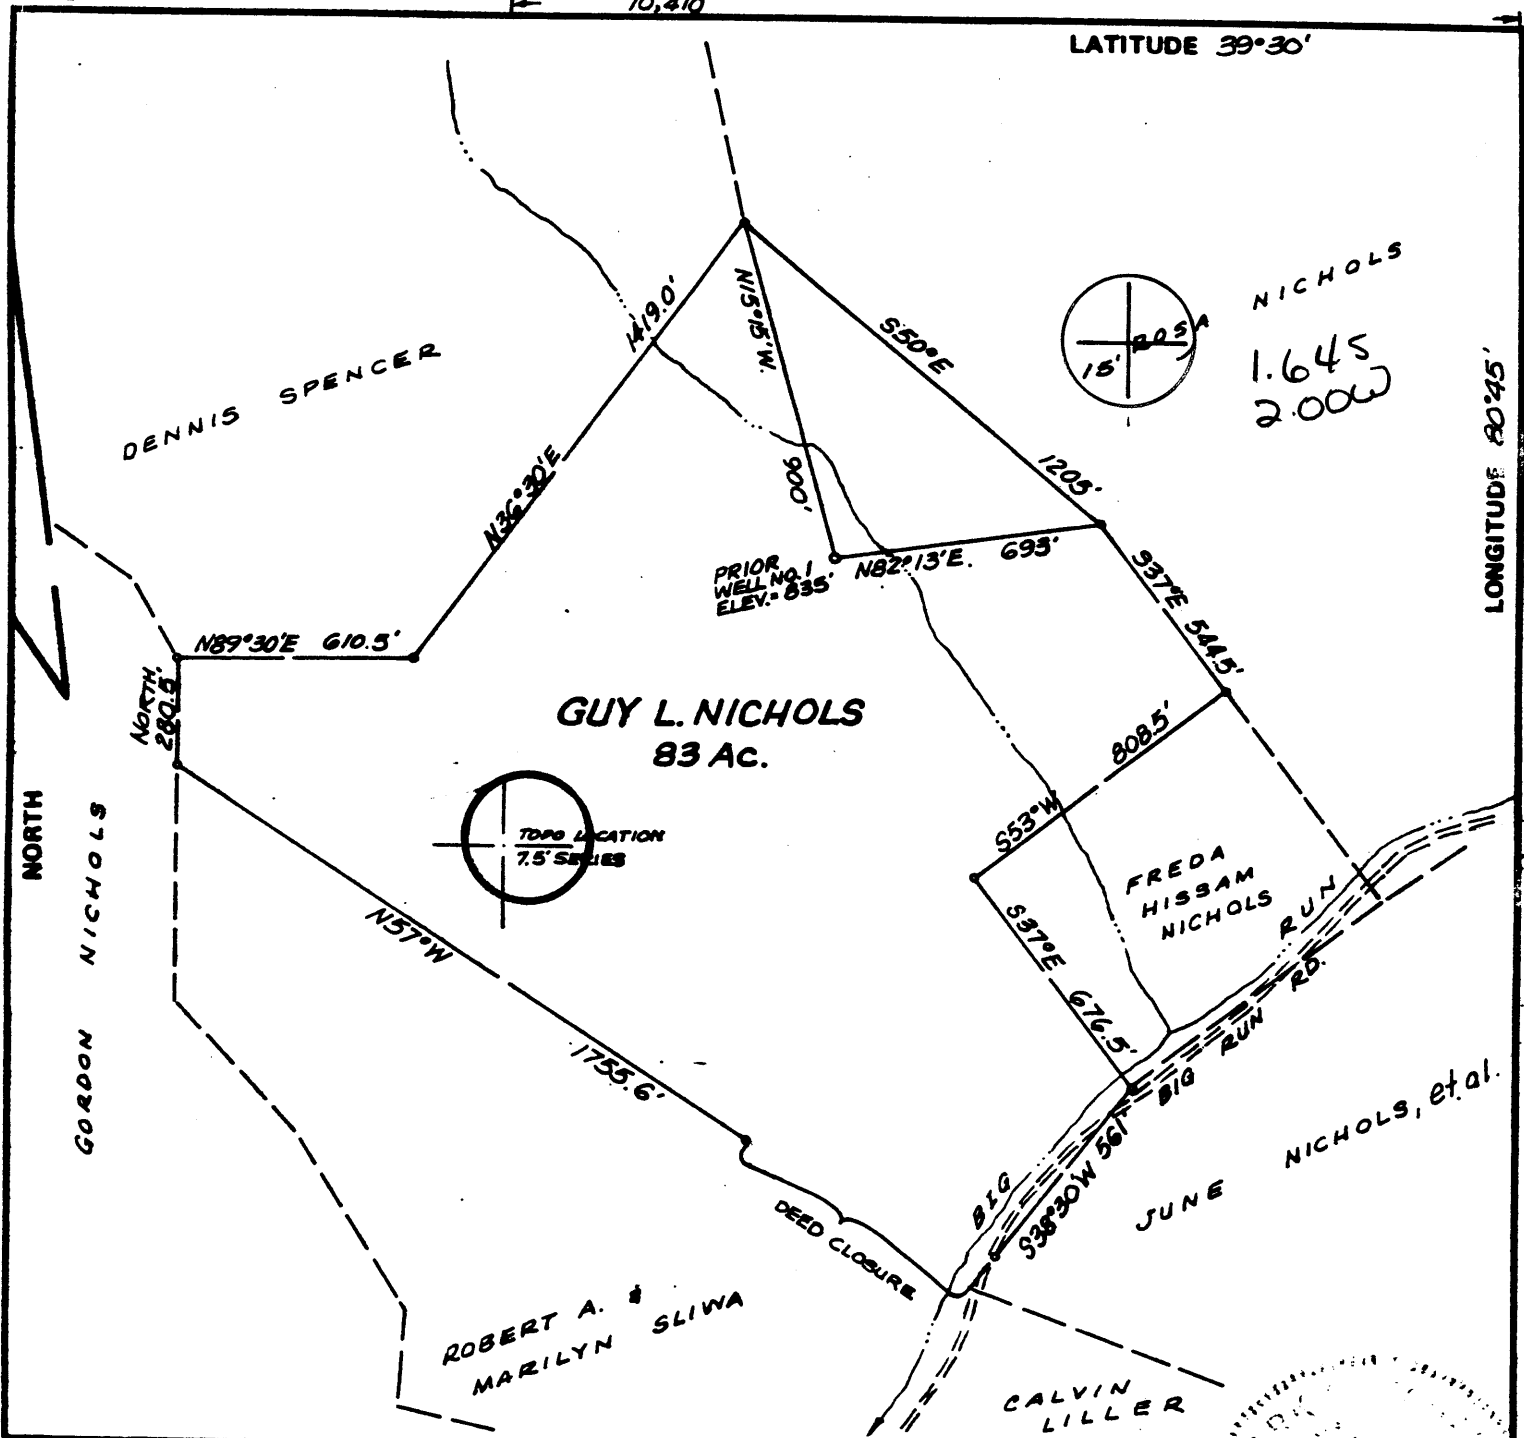 10,410
LATITUDE 39°30'
NICHOLS
ROSA
15'
1.645
2.00W
LONGITUDE 80°45'
DENNIS SPENCER
1419.0'
N36°30'E
N15°15'W.
900.'
S50°E
1205'
PRIOR
WELL NO. 1
ELEV.= 835'
N82°13'E. 693'
S37°E 544.5'
N89°30'E 610.5'
NORTH.
280.5'
GUY L. NICHOLS
83 AC.
808.5'
S53°W
TOPO LOCATION
7.5' SERIES
NORTH
GORDON NICHOLS
FREDA
HISSAM
NICHOLS
S37°E 676.5'
N57°W
1755.6'
BIG RUN
BIG RUN RD.
S38°30'W 561'
DEED CLOSURE
JUNE NICHOLS, et.al.
ROBERT A. &
MARILYN SLIWA
CALVIN
LILLER